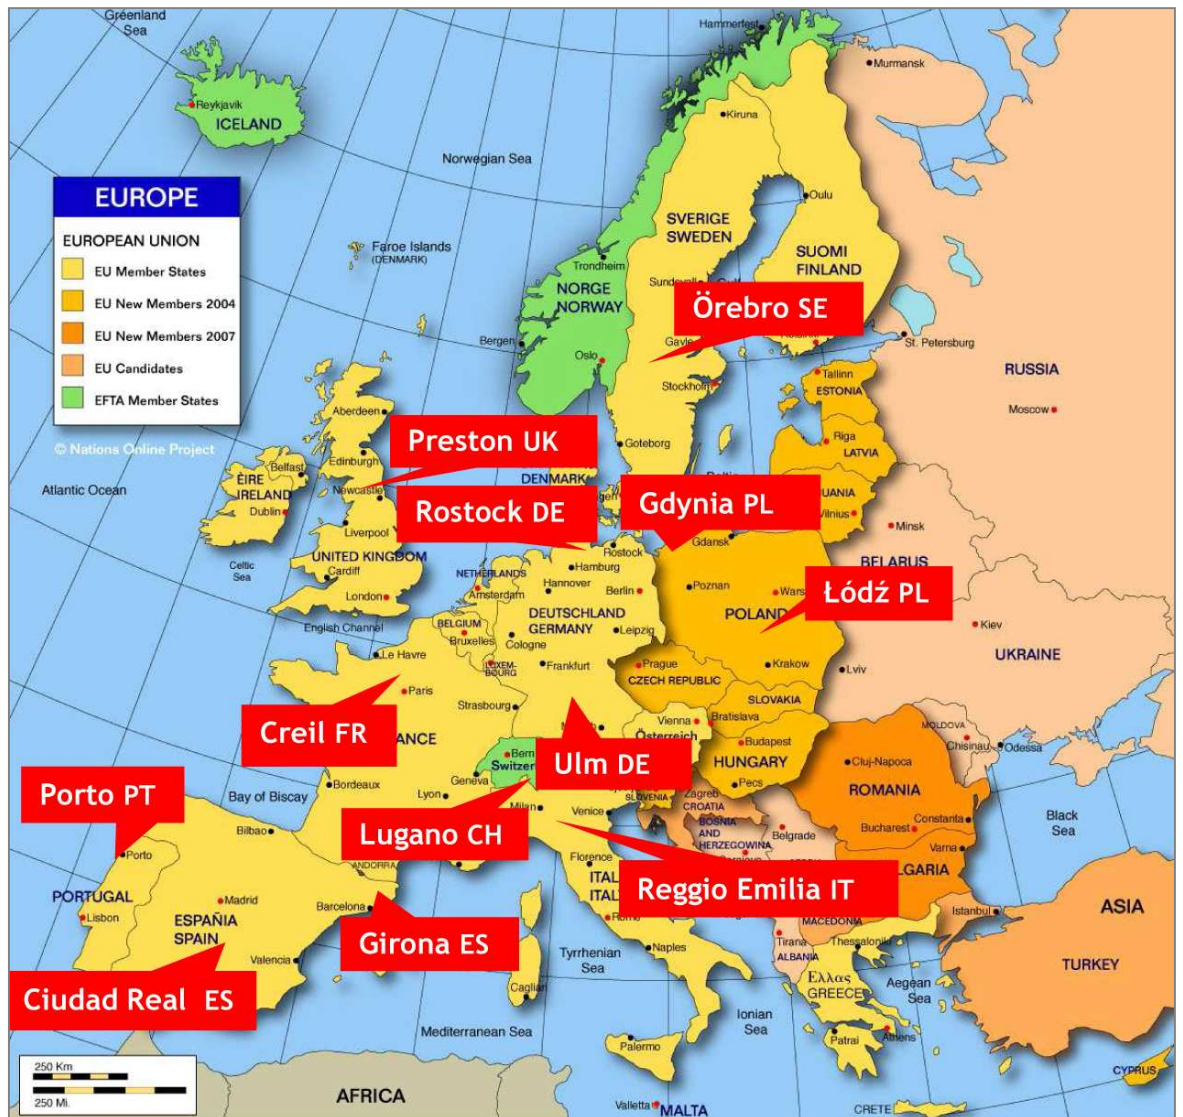 Greenland
Sea
Hammerfest
Murmansk
Reykjavik
ICELAND
Kiruna
Norwegian Sea
EUROPE
EUROPEAN UNION
EU Member States
EU New Members 2004
EU New Members 2007
EU Candidates
EFTA Member States
© Nations Online Project
Oulu
SVERIGE
SWEDEN
SUOMI
FINLAND
Faroe Islands
(DENMARK)
Trondheim
NORGE
NORWAY
Örebro SE
Bergen
Oslo
Gavle
St. Petersburg
Stockholm
Tallinn
ESTONIA
RUSSIA
Moscow
Aberdeen
Preston UK
Goteborg
Riga
LATVIA
Edinburgh
Belfast
ÈIRE
IRELAND
Newcastle
Atlantic Ocean
DENMARK
Rostock DE
Gdynia PL
Vilnius
Dublin
Liverpool
Minsk
BELARUS
UNITED KINGDOM
Cardiff
Celtic
Sea
London
English Channel
Rostock
Gdansk
Hamburg
NETHERLANDS
Amsterdam
Hannover
Berlin
Poznan
Łódź PL
POLAND
DEUTSCHLAND
GERMANY
BELGIUM
Bruxelles
Cologne
Leipzig
Kiev
UKRAINE
Le Havre
LUXEM-
BOURG
Frankfurt
Prague
CZECH REPUBLIC
Krakow
Lviv
Paris
Strasbourg
SLOVAKIA
Creil FR
Vienna
Bratislava
Österreich
MOLDOVA
Chisinau
Odessa
Budapest
HUNGARY
Bern
Geneva
Ulm DE
Pecs
Cluj-Napoca
ROMANIA
Porto PT
Bay of Biscay
Bordeaux
Lyon
Milan
Venice
SLOVENIA
Zagreb
CROATIA
BOSNIA
AND
HERZEGOWINA
Belgrade
Bucharest
Constanta
Black
Sea
Lugano CH
Bilbao
Varna
Porto
ANDORRA
Florence
Reggio Emilia IT
PORTUGAL
Lisbon
Madrid
Barcelona
ESPAÑIA
SPAIN
Rome
MACEDONIA
Istanbul
ASIA
Girona ES
Tirana
ALBANIA
Thessaloniki
Naples
Tyrrhenian
Sea
Valencia
TURKEY
Ciudad Real ES
Cagliari
Ελλας
GREECE
Aegean
Sea
Mediterranean Sea
Ionian
Sea
Patrai
Athens
Palermo
250 Km
250 Mi.
AFRICA
CYPRUS
Valletta
MALTA
CRETE